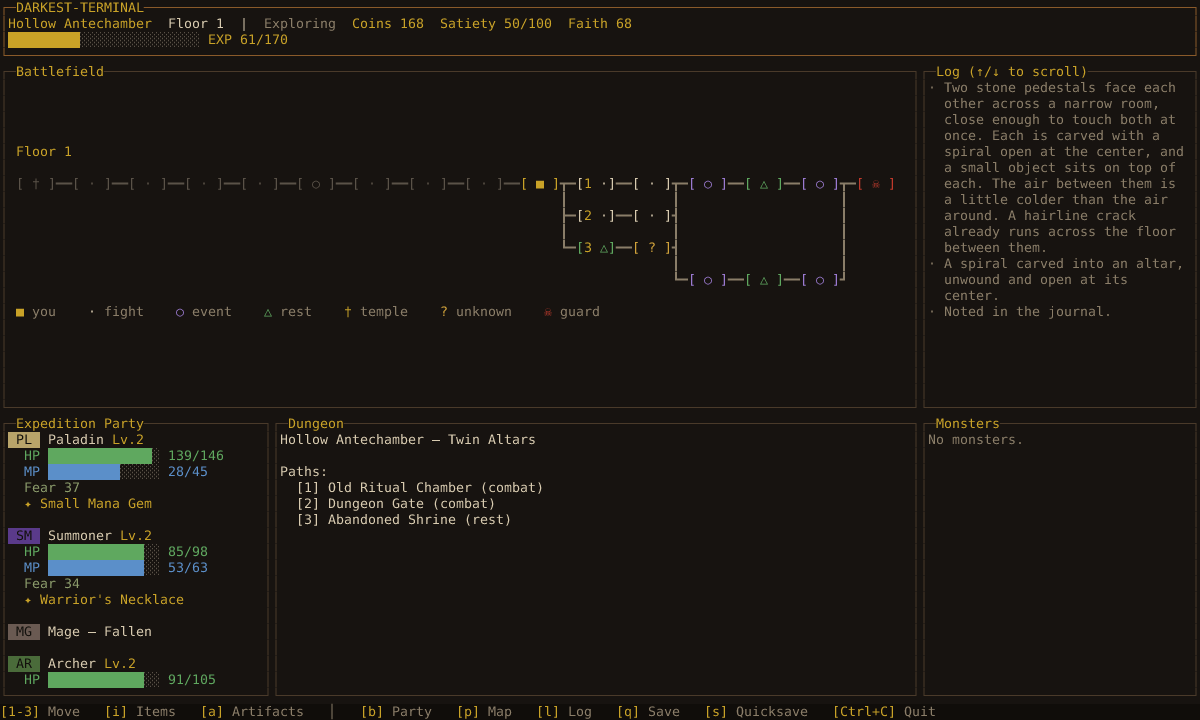 DARKEST-TERMINAL
Hollow Antechamber  Floor 1  |  Exploring  Coins 168  Satiety 50/100  Faith 68
EXP 61/170
Battlefield
Floor 1
[ † ]──[ · ]──[ · ]──[ · ]──[ · ]──[ ○ ]──[ · ]──[ · ]──[ · ]──[ ■ ]┬─[1 ·]──[ · ]┬─[ ○ ]──[ △ ]──[ ○ ]┬─[ ☠ ]
├─[2 ·]──[ · ]┤
└─[3 △]──[ ? ]┤
└─[ ○ ]──[ △ ]──[ ○ ]┘
■ you   · fight   ○ event   △ rest   † temple   ? unknown   ☠ guard
Log (↑/↓ to scroll)
· Two stone pedestals face each
other across a narrow room,
close enough to touch both at
once. Each is carved with a
spiral open at the center, and
a small object sits on top of
each. The air between them is
a little colder than the air
around. A hairline crack
already runs across the floor
between them.
· A spiral carved into an altar,
unwound and open at its
center.
· Noted in the journal.
Expedition Party
PL Paladin Lv.2
HP 139/146
MP 28/45
Fear 37
✦ Small Mana Gem
SM Summoner Lv.2
HP 85/98
MP 53/63
Fear 34
✦ Warrior's Necklace
MG Mage — Fallen
AR Archer Lv.2
HP 91/105
Dungeon
Hollow Antechamber — Twin Altars
Paths:
[1] Old Ritual Chamber (combat)
[2] Dungeon Gate (combat)
[3] Abandoned Shrine (rest)
Monsters
No monsters.
[1-3] Move   [i] Items   [a] Artifacts   |   [b] Party   [p] Map   [l] Log   [q] Save   [s] Quicksave   [Ctrl+C] Quit